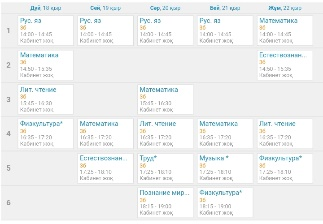 Дүй, 18 қар Сей, 19 қар Сәр, 20 қар Бей, 21 қар Жұм, 22 қар
1
Рус. яз
3б
14:00 - 14:45
Кабинет жоқ
Рус. яз
3б
14:00 - 14:45
Кабинет жоқ
Рус. яз
3б
14:00 - 14:45
Кабинет жоқ
Рус. яз
3б
14:00 - 14:45
Кабинет жоқ
Математика
3б
14:00 - 14:45
Кабинет жоқ
2
Математика
3б
14:50 - 15:35
Кабинет жоқ
Естествознан...
3б
14:50 - 15:35
Кабинет жоқ
3
Лит. чтение
3б
15:45 - 16:30
Кабинет жоқ
Математика
3б
15:45 - 16:30
Кабинет жоқ
4
Физкультура*
3б
16:35 - 17:20
Кабинет жоқ
Математика
3б
16:35 - 17:20
Кабинет жоқ
Лит. чтение
3б
16:35 - 17:20
Кабинет жоқ
Математика
3б
16:35 - 17:20
Кабинет жоқ
Лит. чтение
3б
16:35 - 17:20
Кабинет жоқ
5
Естествознан...
3б
17:25 - 18:10
Кабинет жоқ
Труд*
3б
17:25 - 18:10
Кабинет жоқ
Музыка *
3б
17:25 - 18:10
Кабинет жоқ
Физкультура*
3б
17:25 - 18:10
Кабинет жоқ
6
Познание мир...
3б
18:15 - 19:00
Кабинет жоқ
Физкультура*
3б
18:15 - 19:00
Кабинет жоқ